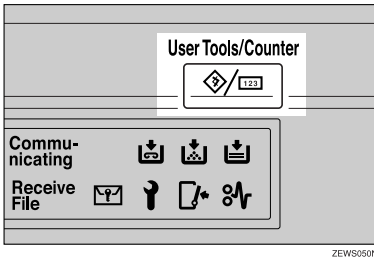 User Tools/Counter
123
Commu-
nicating
Receive
File
ZEWS050N